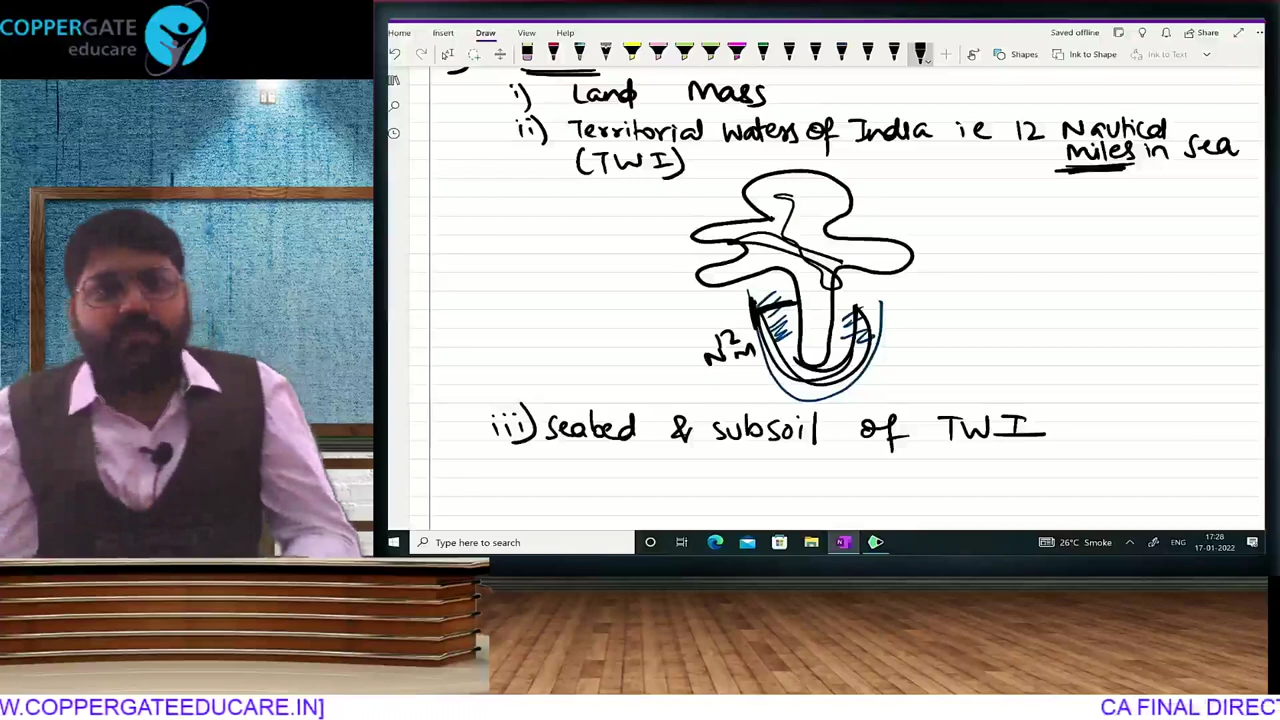 COPPERGATE
educare
Home Insert Draw View Help
Saved offline
Share
Shapes
Ink to Shape
Ink to Text
i) Land Mass
ii) Territorial waters of India ie 12 Nautical
miles in sea
(TWI)
iii) seabed & subsoil of TWI
Type here to search
26°C Smoke
ENG
17:28
17-01-2022
W.COPPERGATEEDUCARE.IN]
CA FINAL DIREC